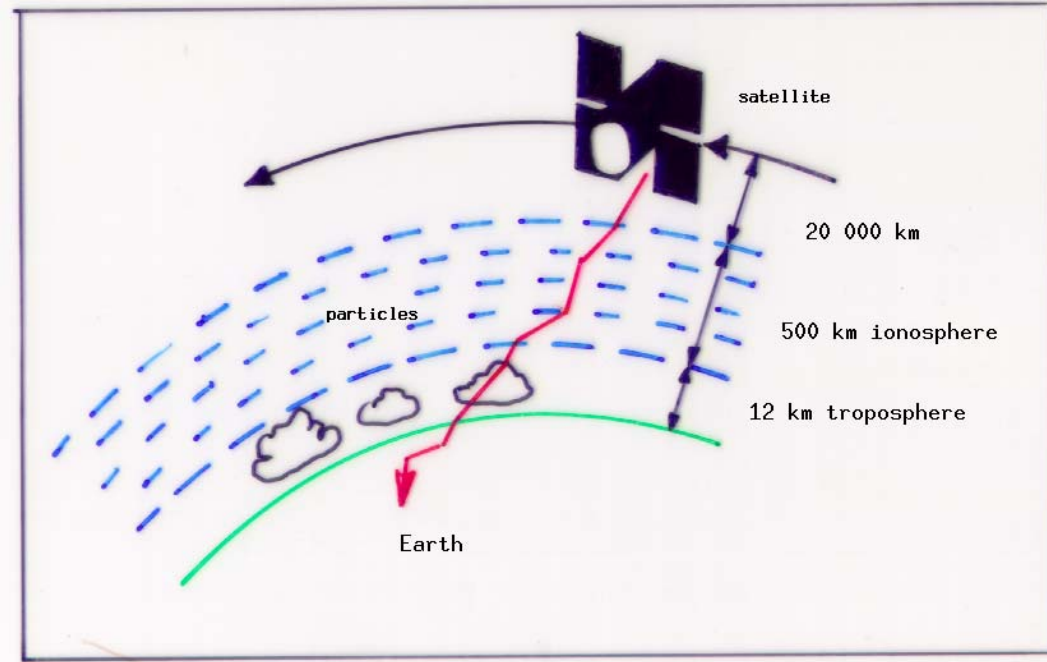 satellite
20 000 km
particles
500 km ionosphere
12 km troposphere
Earth